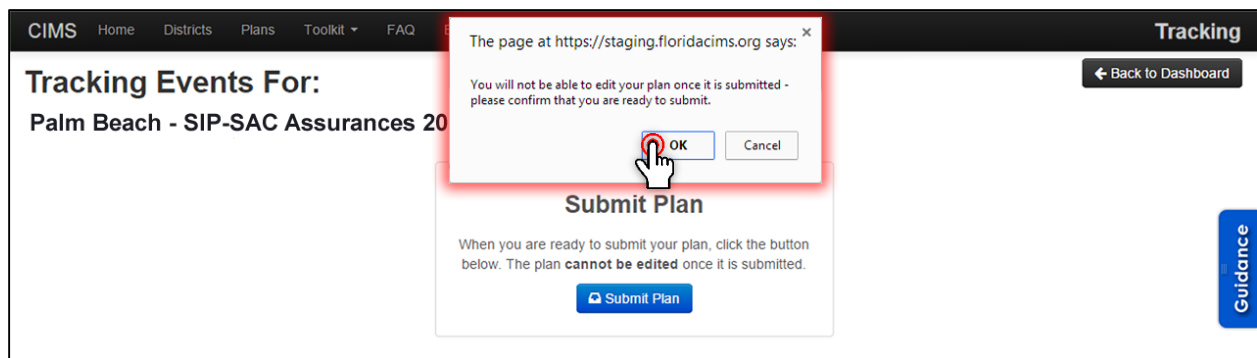 CIMS Home Districts Plans Toolkit FAQ
Tracking
The page at https://staging.floridacims.org says: ×
You will not be able to edit your plan once it is submitted -
please confirm that you are ready to submit.
OK Cancel
Back to Dashboard
Tracking Events For:
Palm Beach - SIP-SAC Assurances 20
Submit Plan
When you are ready to submit your plan, click the button
below. The plan cannot be edited once it is submitted.
Submit Plan
Guidance